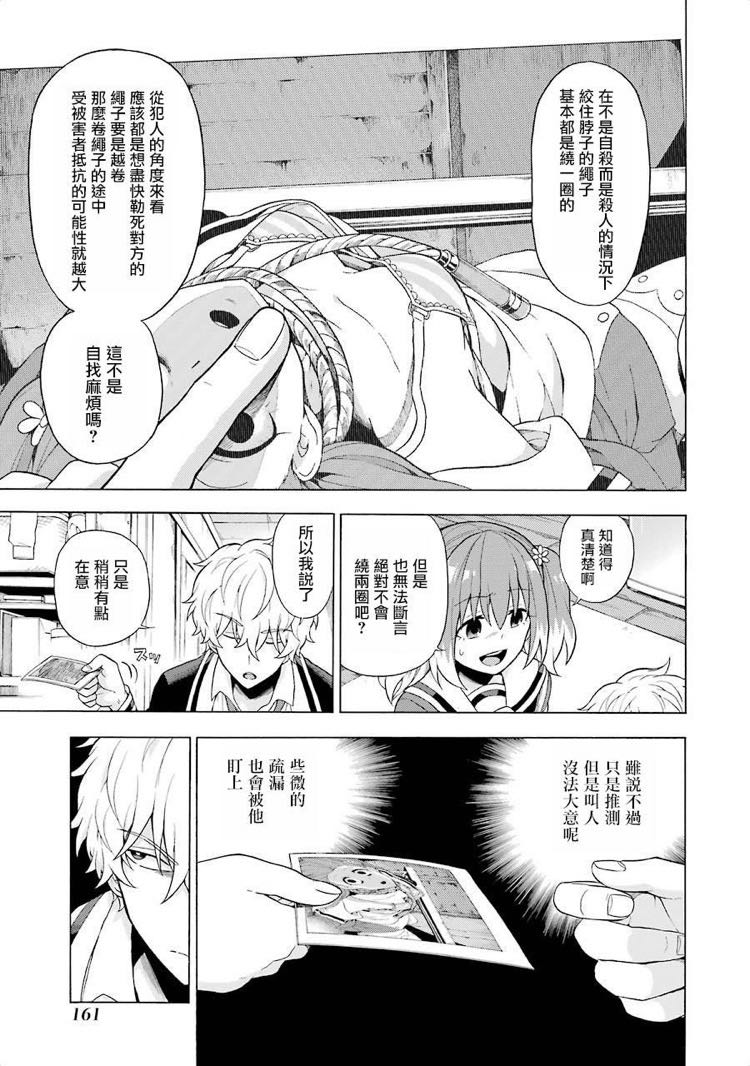 在不是自殺而是殺人的情況下
絞住脖子的繩子
基本都是繞一圈的
從犯人的角度來看
應該都是想盡快勒死對方的
繩子要是越卷
那麼卷繩子的途中
受被害者抵抗的可能性就越大
這不是
自找麻煩嗎？
知道得
真清楚啊
但是
也無法斷言
絕對不會
繞兩圈吧？
所以我説了
只是
稍稍有點
在意
スッ
雖説不過
只是推測
但是叫人
沒法大意呢
些微的
疏漏
也會被他
盯上
161